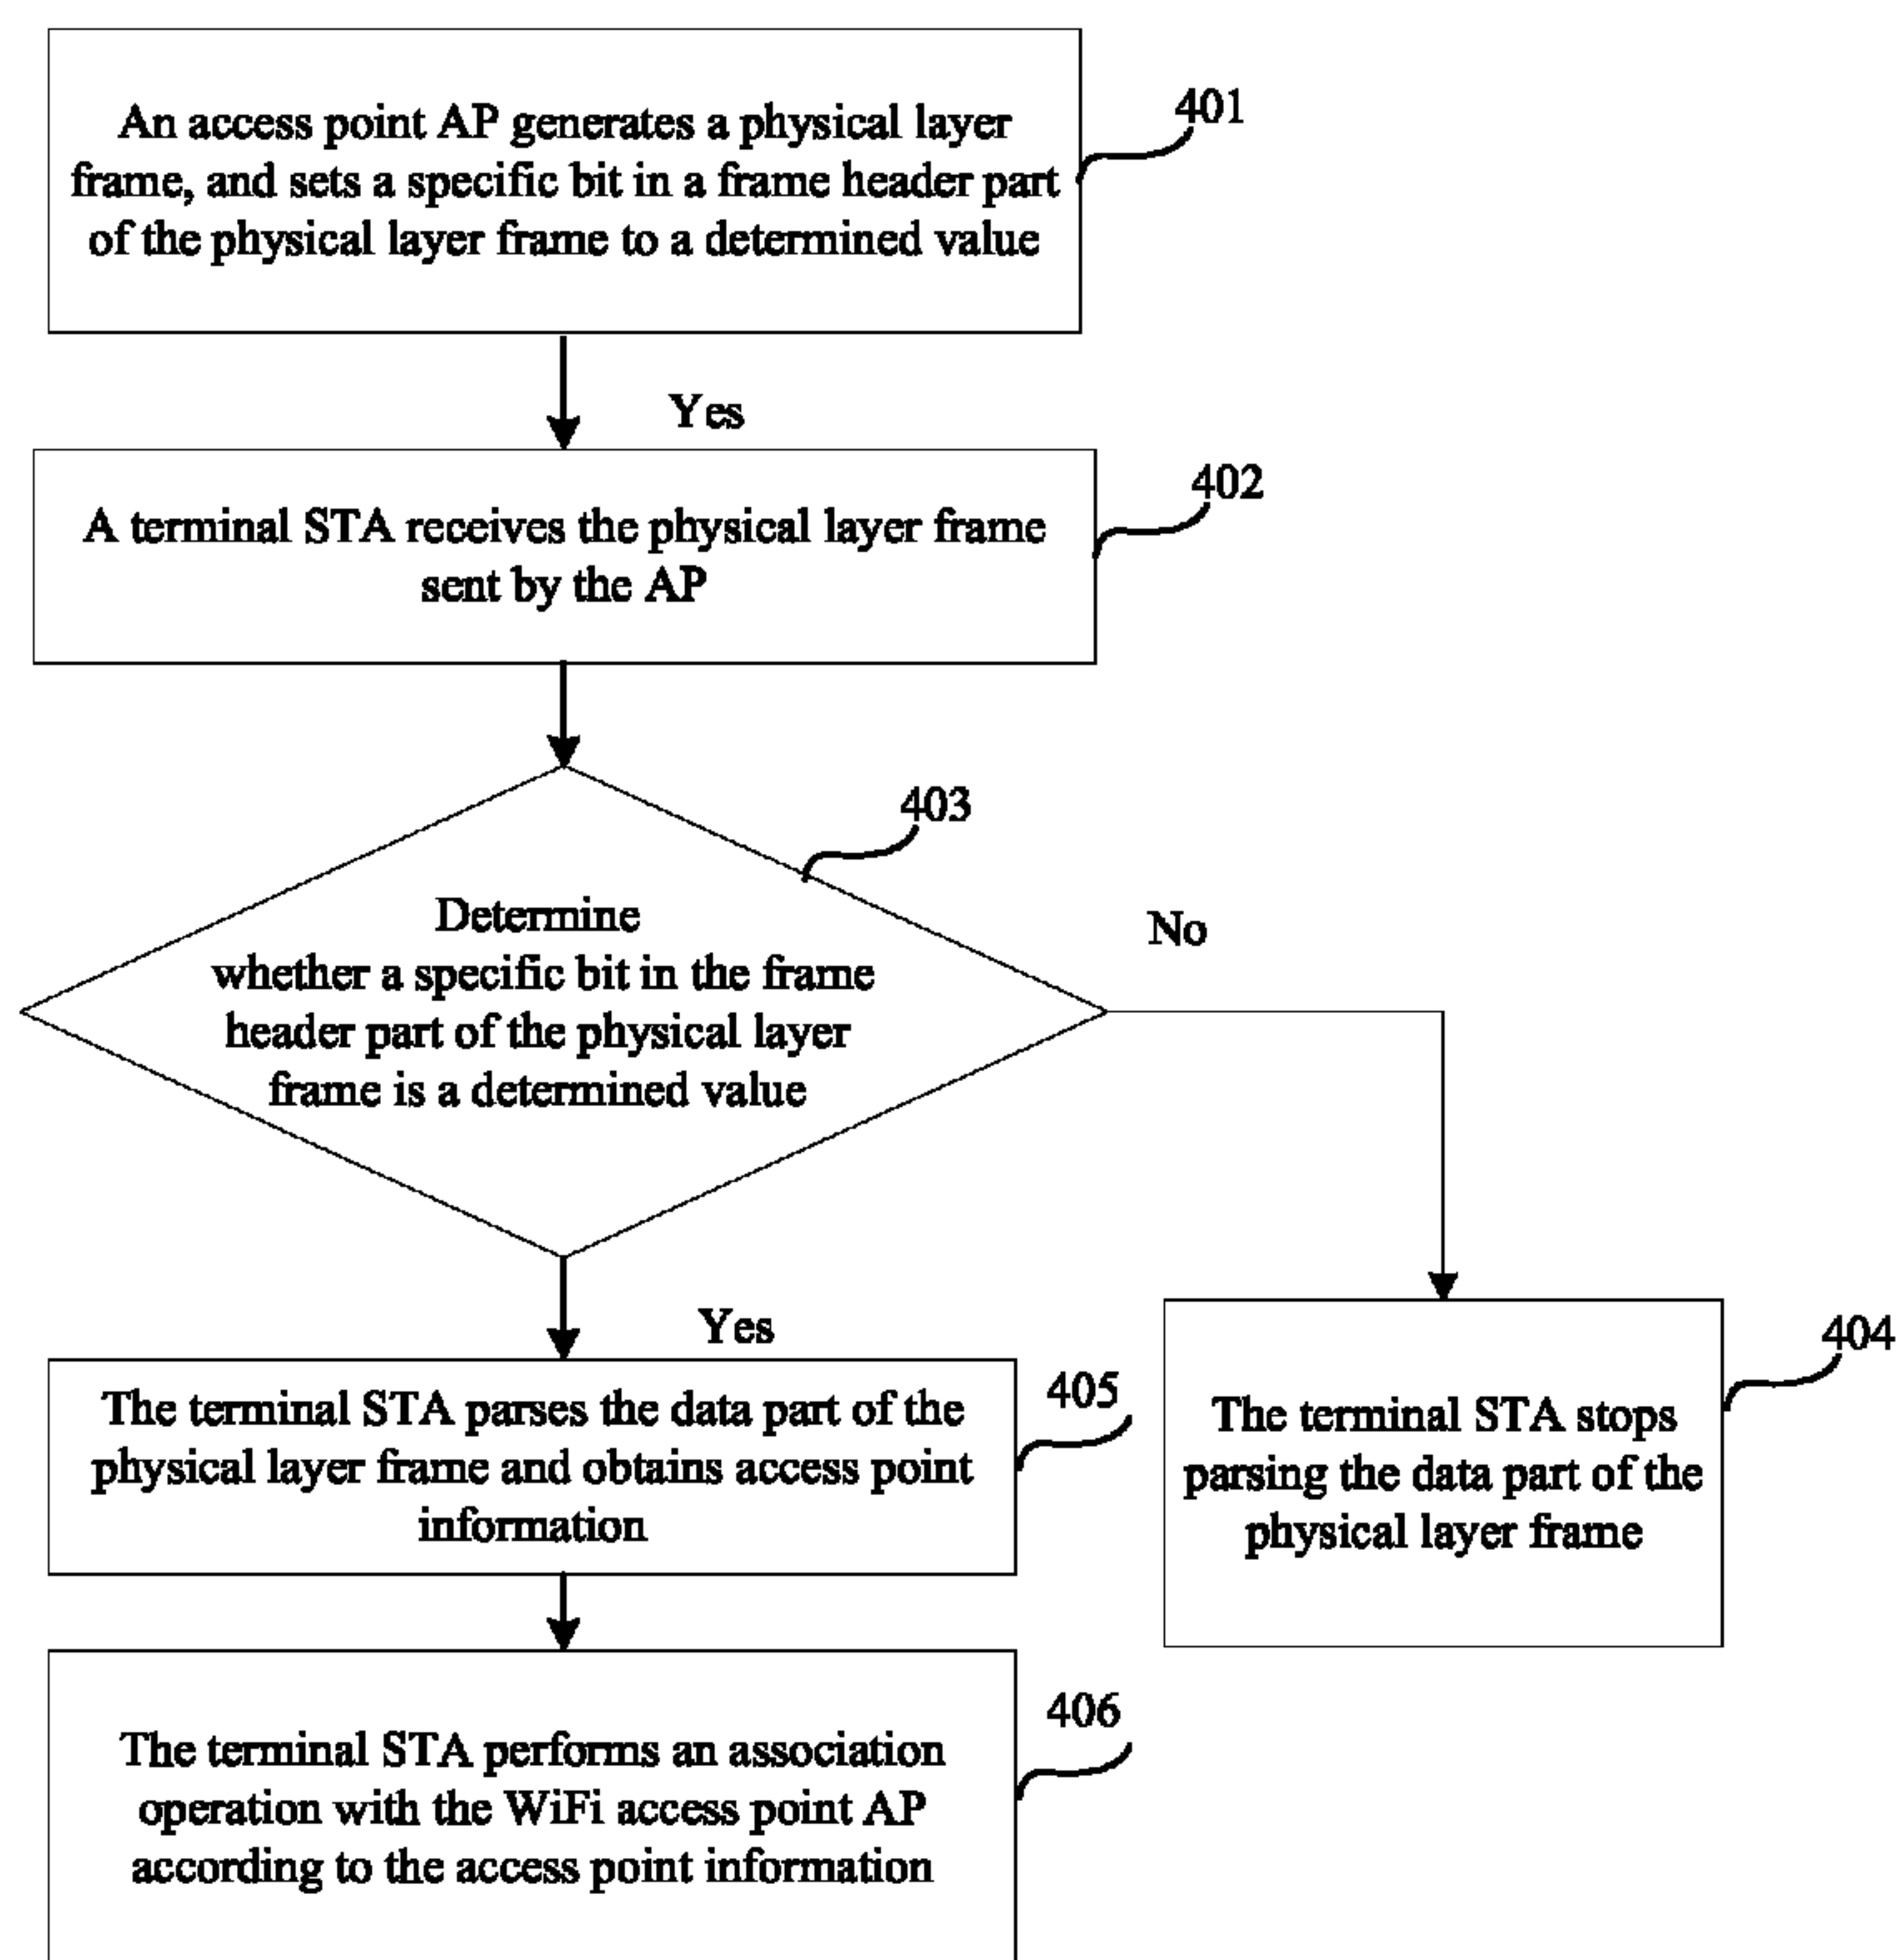 An access point AP generates a physical layer
frame, and sets a specific bit in a frame header part
of the physical layer frame to a determined value
401
Yes
A terminal STA receives the physical layer frame
sent by the AP
402
403
Determine
whether a specific bit in the frame
header part of the physical layer
frame is a determined value
No
Yes
The terminal STA parses the data part of the
physical layer frame and obtains access point
information
405
The terminal STA stops
parsing the data part of the
physical layer frame
404
The terminal STA performs an association
operation with the WiFi access point AP
according to the access point information
406